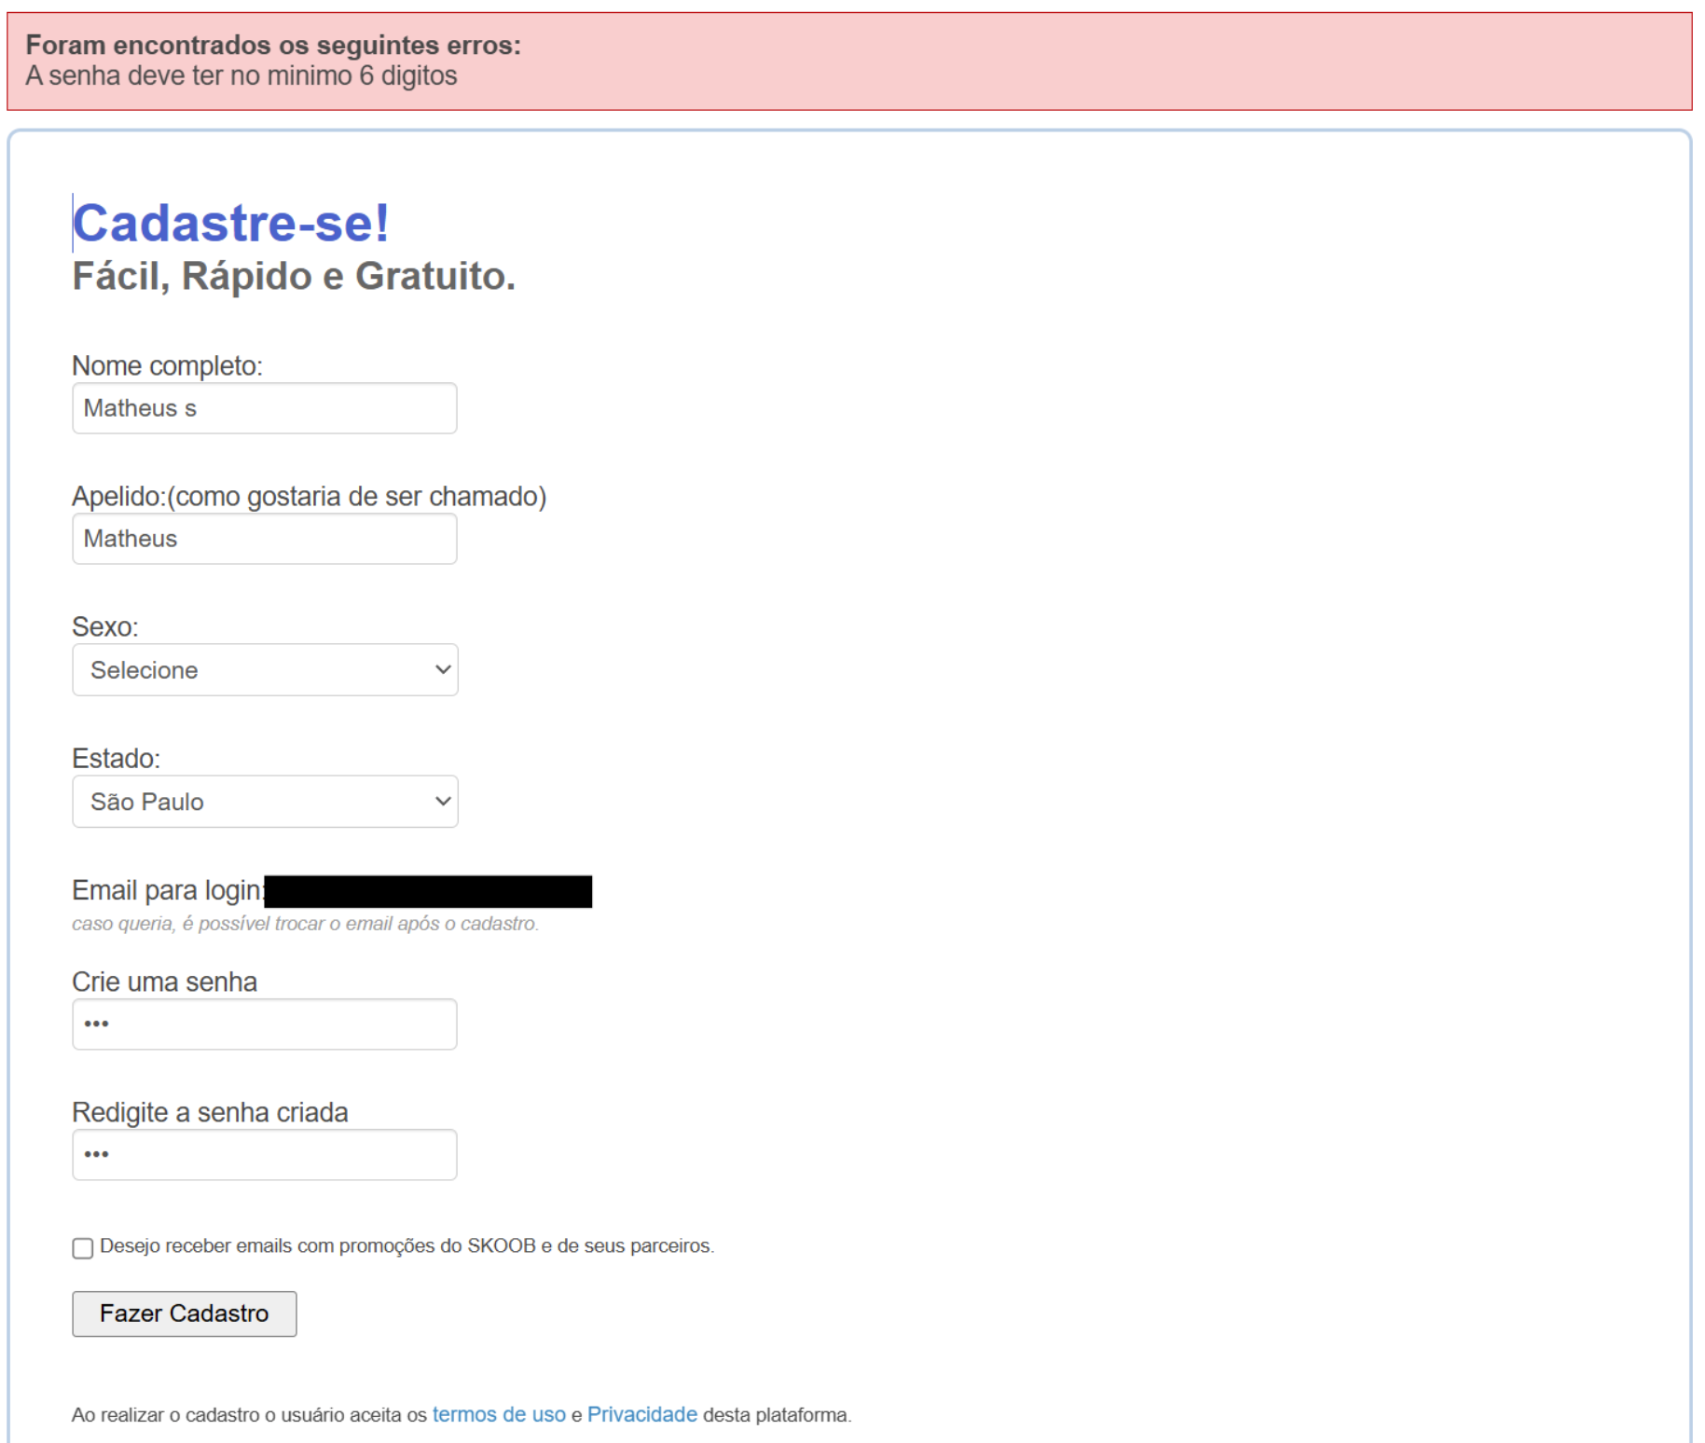 Foram encontrados os seguintes erros:
A senha deve ter no minimo 6 digitos
Cadastre-se!
Fácil, Rápido e Gratuito.
Nome completo:
Matheus s
Apelido:(como gostaria de ser chamado)
Matheus
Sexo:
Selecione
Estado:
São Paulo
Email para login:
caso queria, é possível trocar o email após o cadastro.
Crie uma senha
•••
Redigite a senha criada
•••
Desejo receber emails com promoções do SKOOB e de seus parceiros.
Fazer Cadastro
Ao realizar o cadastro o usuário aceita os termos de uso e Privacidade desta plataforma.